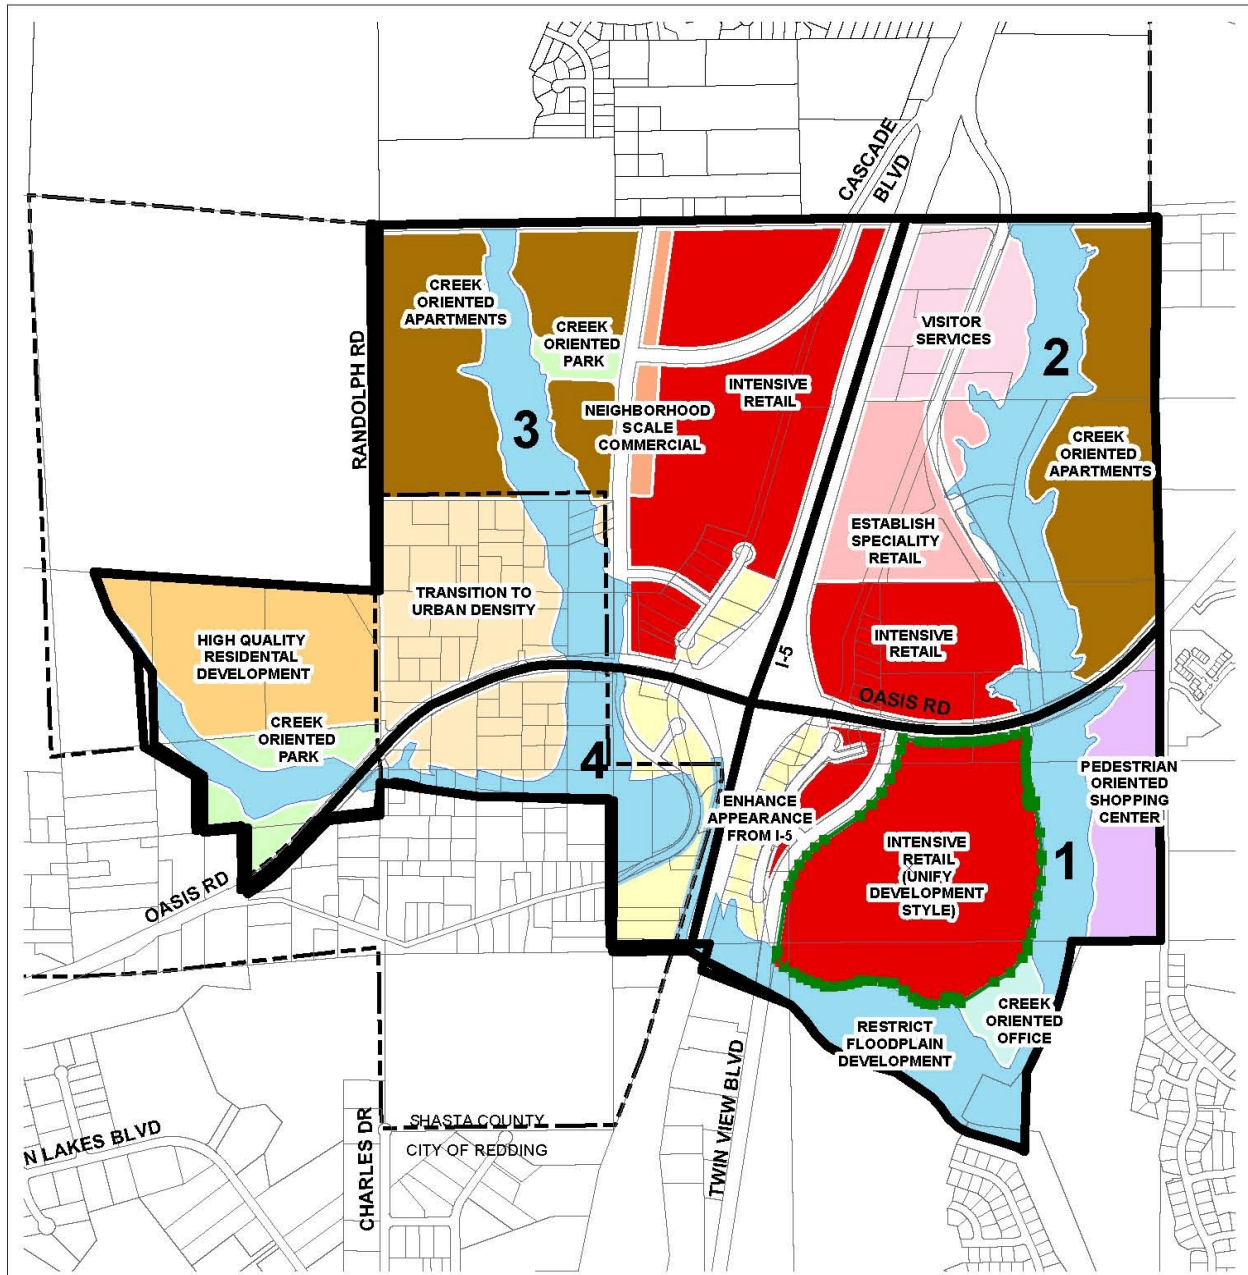 CASCADE
BLVD
RANDOLPH RD
CREEK
ORIENTED
APARTMENTS
CREEK
ORIENTED
PARK
3
NEIGHBORHOOD
SCALE
COMMERCIAL
INTENSIVE
RETAIL
VISITOR
SERVICES
2
CREEK
ORIENTED
APARTMENTS
ESTABLISH
SPECIALITY
RETAIL
TRANSITION TO
URBAN DENSITY
HIGH QUALITY
RESIDENTAL
DEVELOPMENT
INTENSIVE
RETAIL
I-5
OASIS RD
CREEK
ORIENTED
PARK
4
ENHANCE
APPEARANCE
FROM I-5
PEDESTRIAN
ORIENTED
SHOPPING
CENTER
INTENSIVE
RETAIL
(UNIFY
DEVELOPMENT
STYLE)
1
OASIS RD
CREEK
ORIENTED
OFFICE
RESTRICT
FLOODPLAIN
DEVELOPMENT
TWIN VIEW BLVD
SHASTA COUNTY
CITY OF REDDING
N LAKES BLVD
CHARLES DR